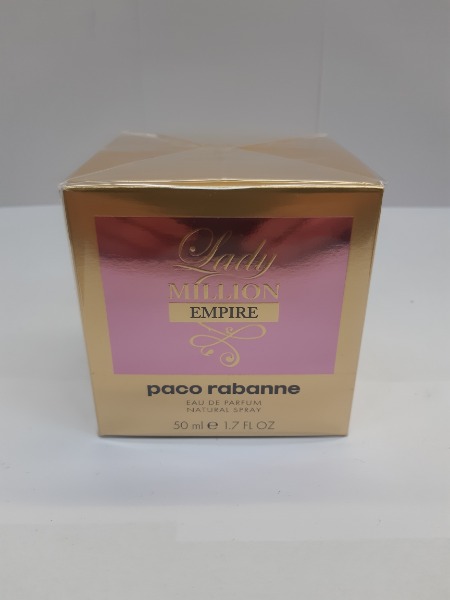 Lady
MILLION
EMPIRE
paco rabanne
EAU DE PARFUM
NATURAL SPRAY
50 ml ℮ 1.7 FL OZ